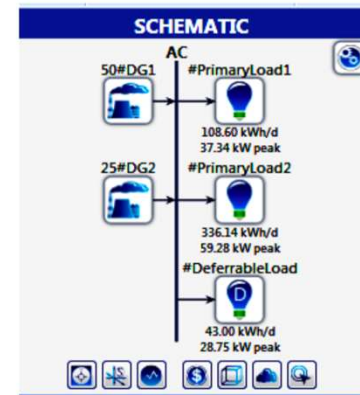 SCHEMATIC
AC
50#DG1
#PrimaryLoad1
108.60 kWh/d
37.34 kW peak
25#DG2
#PrimaryLoad2
336.14 kWh/d
59.28 kW peak
#DeferrableLoad
D
43.00 kWh/d
28.75 kW peak
$